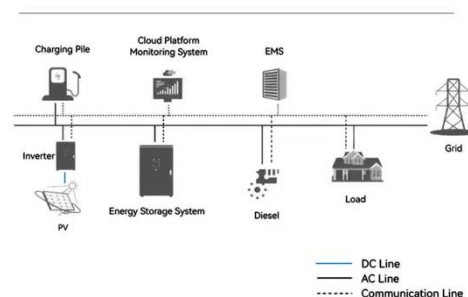 Charging Pile
Cloud Platform
Monitoring System
EMS
Grid
Inverter
PV
Energy Storage System
Diesel
Load
DC Line
AC Line
Communication Line